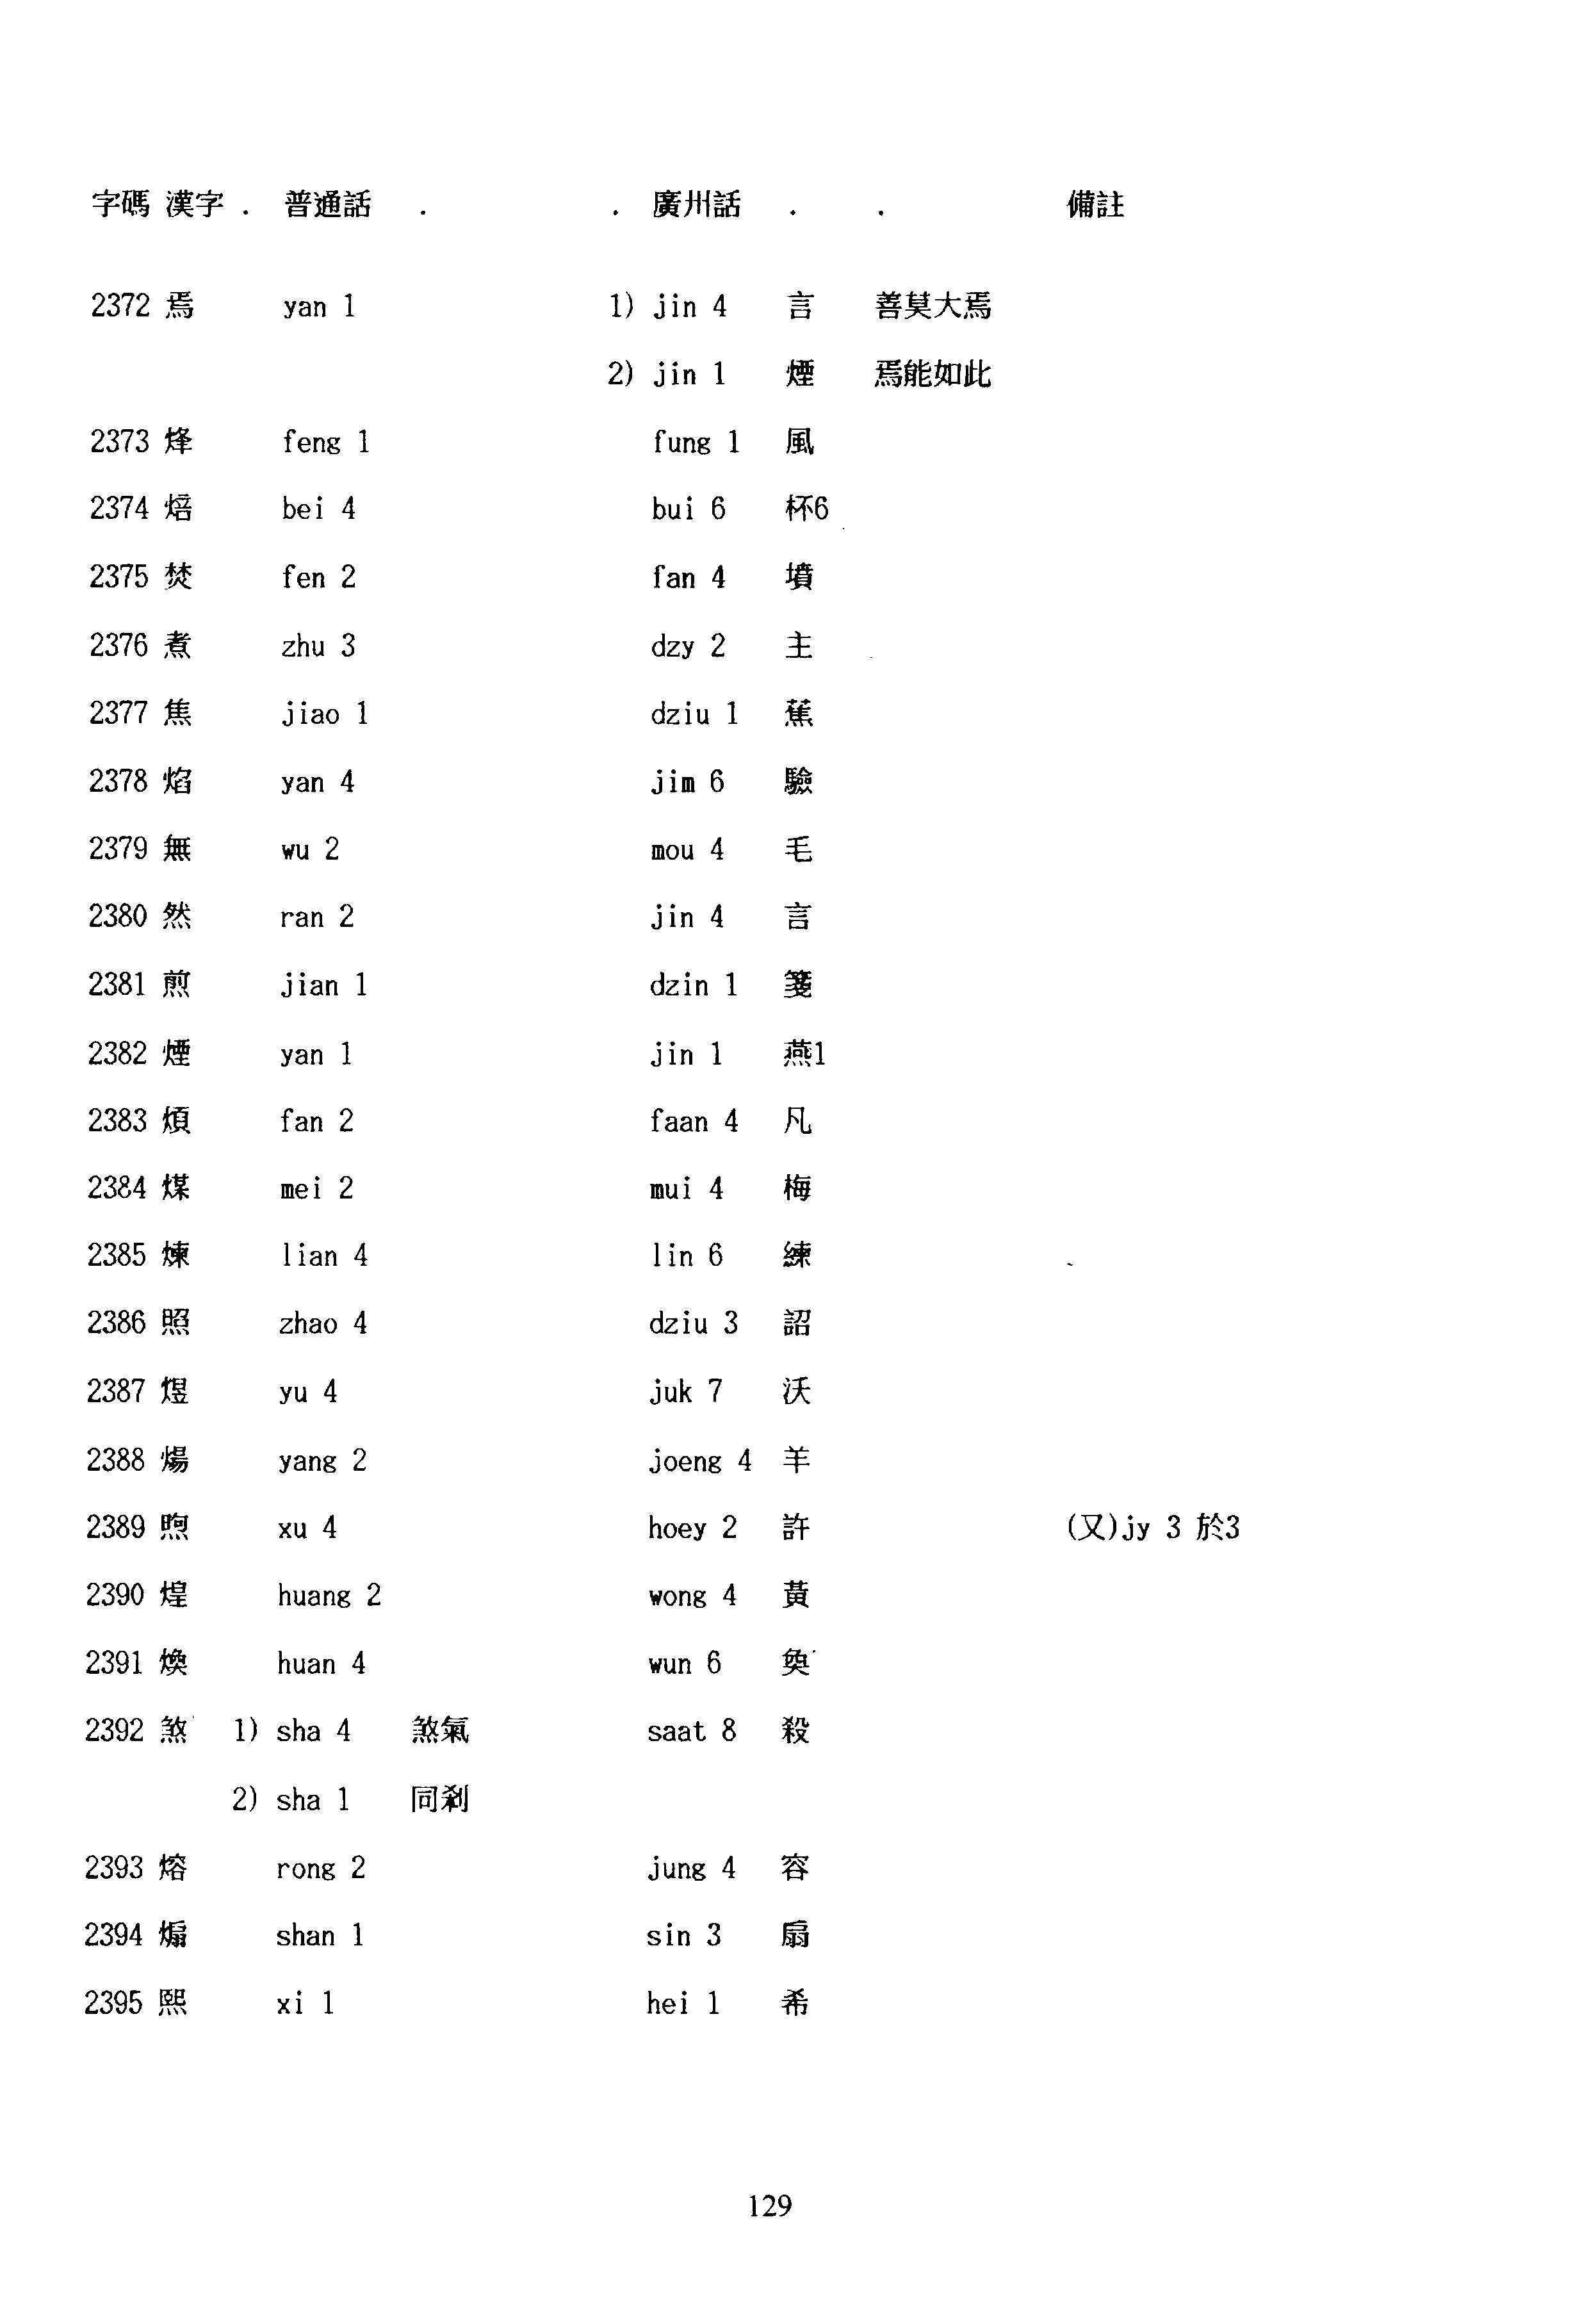 字碼 漢字 . 普通話 . . 廣州話 . . 備註
2372 焉 yan 1 1) jin 4 言 善莫大焉
2) jin 1 煙 焉能如此
2373 烽 feng 1 fung 1 風
2374 焙 bei 4 bui 6 杯6
2375 焚 fen 2 fan 4 墳
2376 煮 zhu 3 dzy 2 主
2377 焦 jiao 1 dziu 1 蕉
2378 焰 yan 4 jim 6 驗
2379 無 wu 2 mou 4 毛
2380 然 ran 2 jin 4 言
2381 煎 jian 1 dzin 1 箋
2382 煙 yan 1 jin 1 燕1
2383 煩 fan 2 faan 4 凡
2384 煤 mei 2 mui 4 梅
2385 煉 lian 4 lin 6 練
2386 照 zhao 4 dziu 3 詔
2387 煜 yu 4 juk 7 沃
2388 煬 yang 2 joeng 4 羊
2389 煦 xu 4 hoey 2 許 (又)jy 3 於3
2390 煌 huang 2 wong 4 黃
2391 煥 huan 4 wun 6 奐
2392 煞 1) sha 4 煞氣 saat 8 殺
2) sha 1 同剎
2393 熔 rong 2 jung 4 容
2394 煽 shan 1 sin 3 扇
2395 熙 xi 1 hei 1 希
129